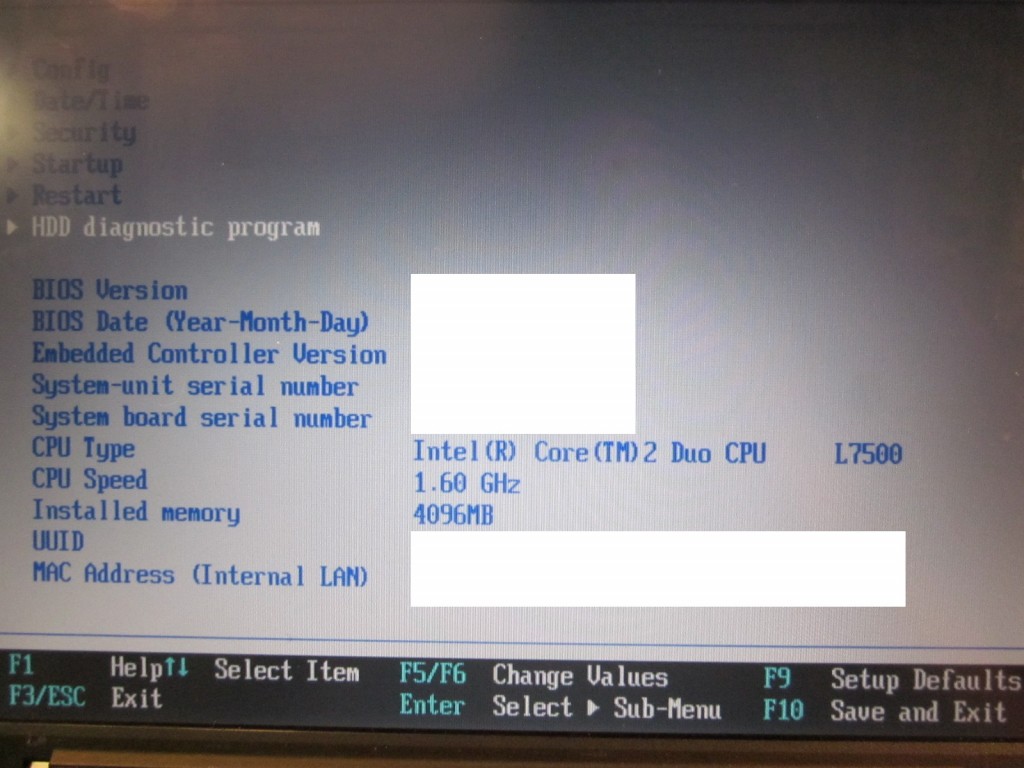 Config
Date/Time
Security
Startup
Restart
HDD diagnostic program
BIOS Version
BIOS Date (Year-Month-Day)
Embedded Controller Version
System-unit serial number
System board serial number
CPU Type Intel(R) Core(TM)2 Duo CPU L7500
CPU Speed 1.60 GHz
Installed memory 4096MB
UUID
MAC Address (Internal LAN)
F1 Help ↑↓ Select Item F5/F6 Change Values F9 Setup Defaults
F3/ESC Exit Enter Select ▶ Sub-Menu F10 Save and Exit